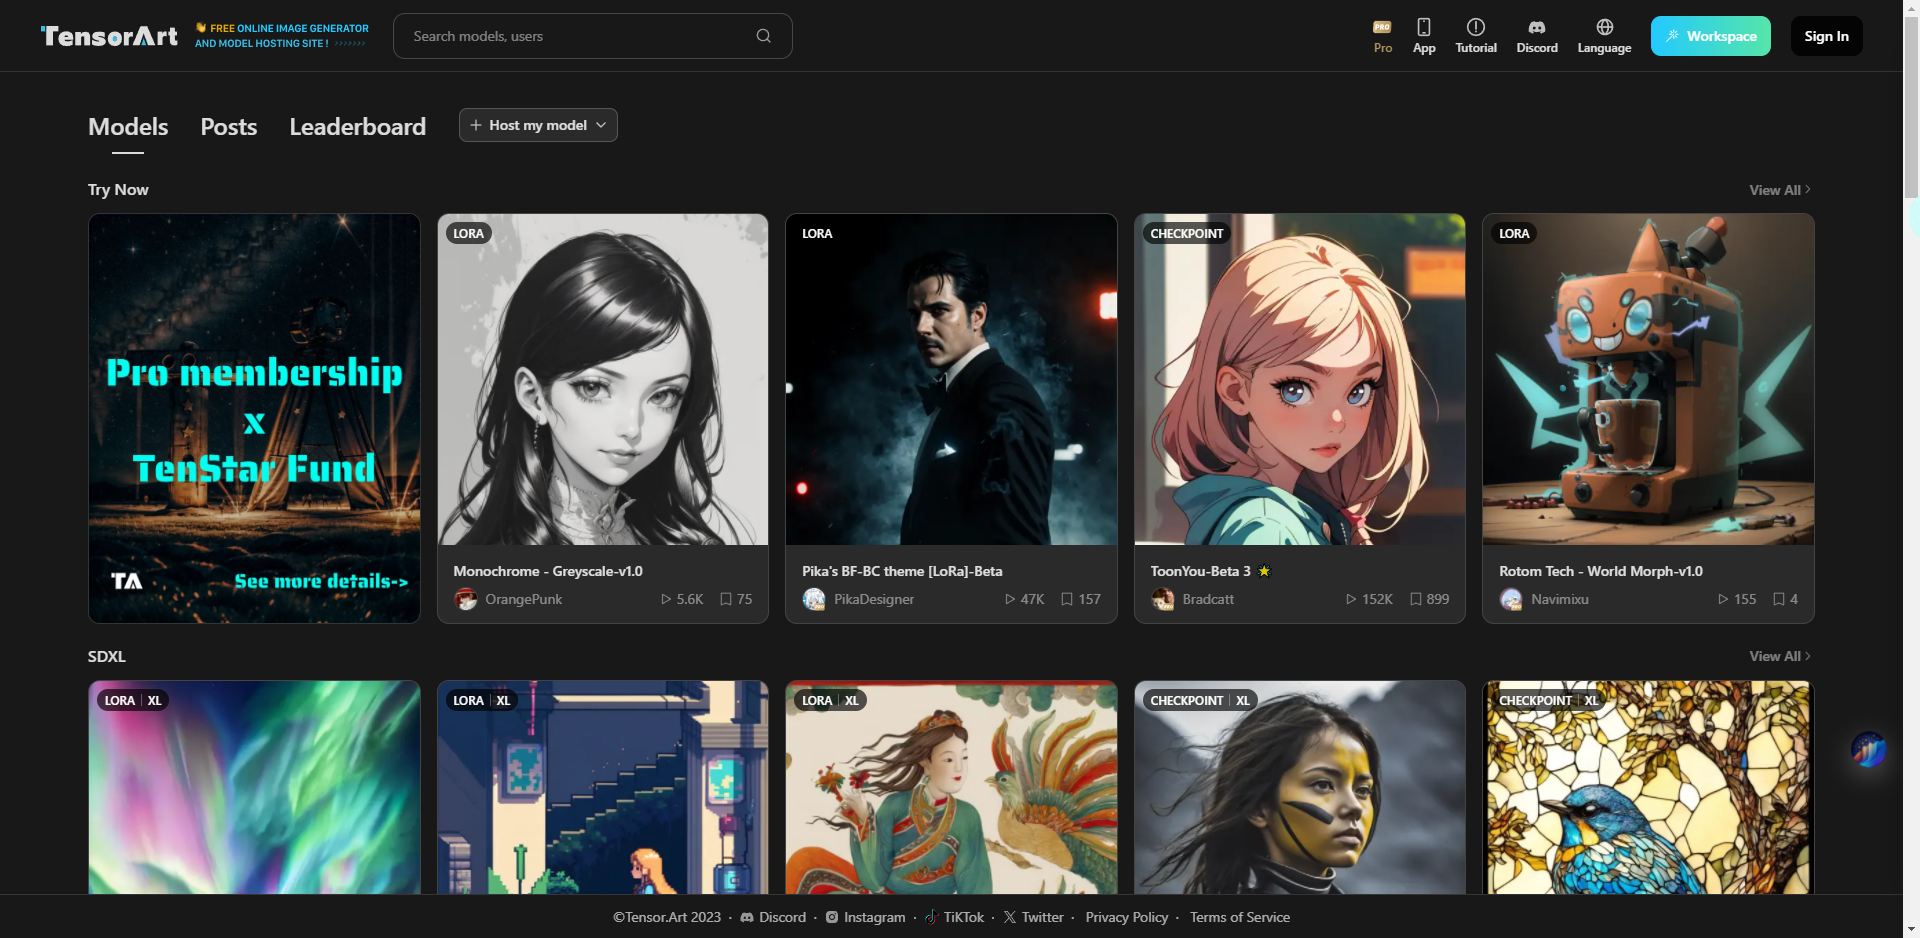 TensorArt
👋 FREE ONLINE IMAGE GENERATOR
AND MODEL HOSTING SITE ! >>>>>>>
Search models, users
PRO
Pro
App
Tutorial
Discord
Language
Workspace
Sign In
Models
Posts
Leaderboard
+ Host my model
Try Now
View All >
Pro membership
x
TenStar Fund
TA
See more details->
LORA
Monochrome - Greyscale-v1.0
OrangePunk
5.6K
75
LORA
Pika's BF-BC theme [LoRa]-Beta
PikaDesigner
47K
157
CHECKPOINT
ToonYou-Beta 3 🌟
Bradcatt
152K
899
LORA
Rotom Tech - World Morph-v1.0
Navimixu
155
4
SDXL
View All >
LORA | XL
LORA | XL
LORA | XL
CHECKPOINT | XL
CHECKPOINT | XL
©Tensor.Art 2023 · Discord · Instagram · TiKTok · Twitter · Privacy Policy · Terms of Service